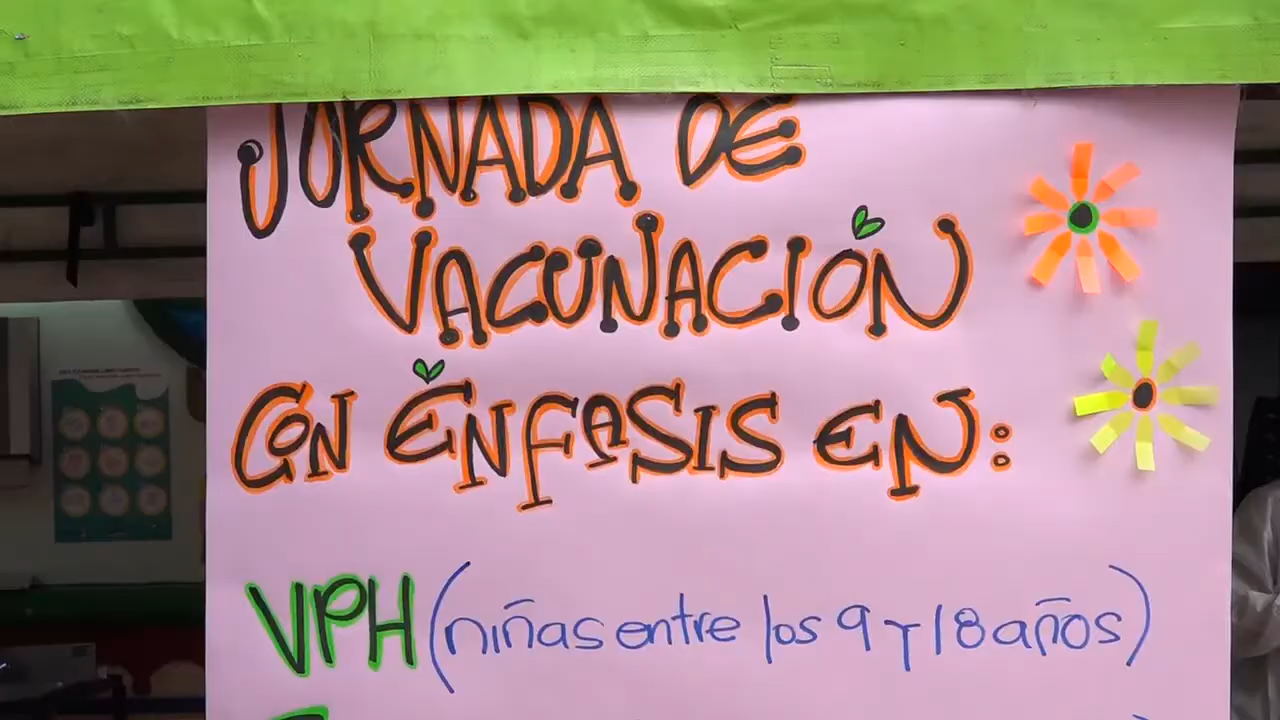 JORNADA DE
VACUNACIÓN
CON ÉNFASIS EN:
VPH (niñas entre los 9 y 18 años)